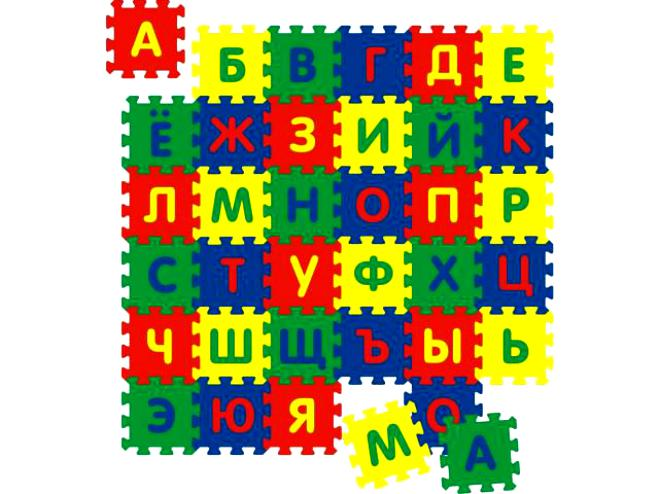 А Б В Г Д Е
Ё Ж З И Й К
Л М Н О П Р
С Т У Ф Х Ц
Ч Ш Щ Ъ Ы Ь
Э Ю Я М О А